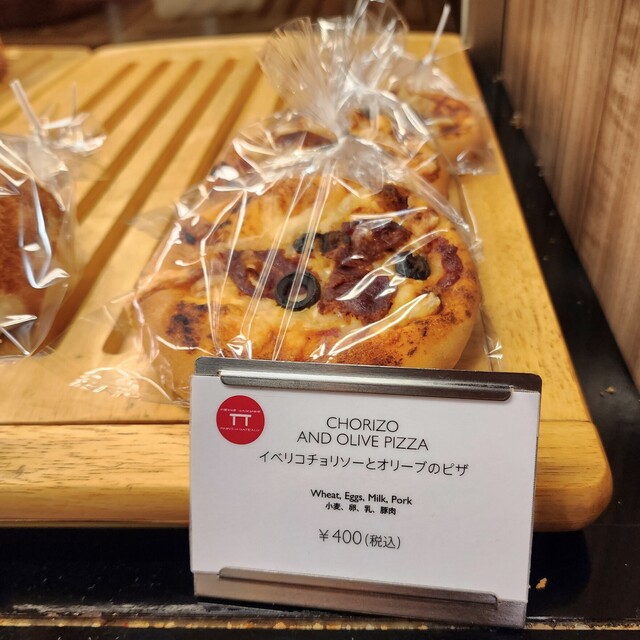 TT
CHORIZO
AND OLIVE PIZZA
イベリコチョリソーとオリーブのピザ
Wheat, Eggs, Milk, Pork
小麦、卵、乳、豚肉
￥400(税込)